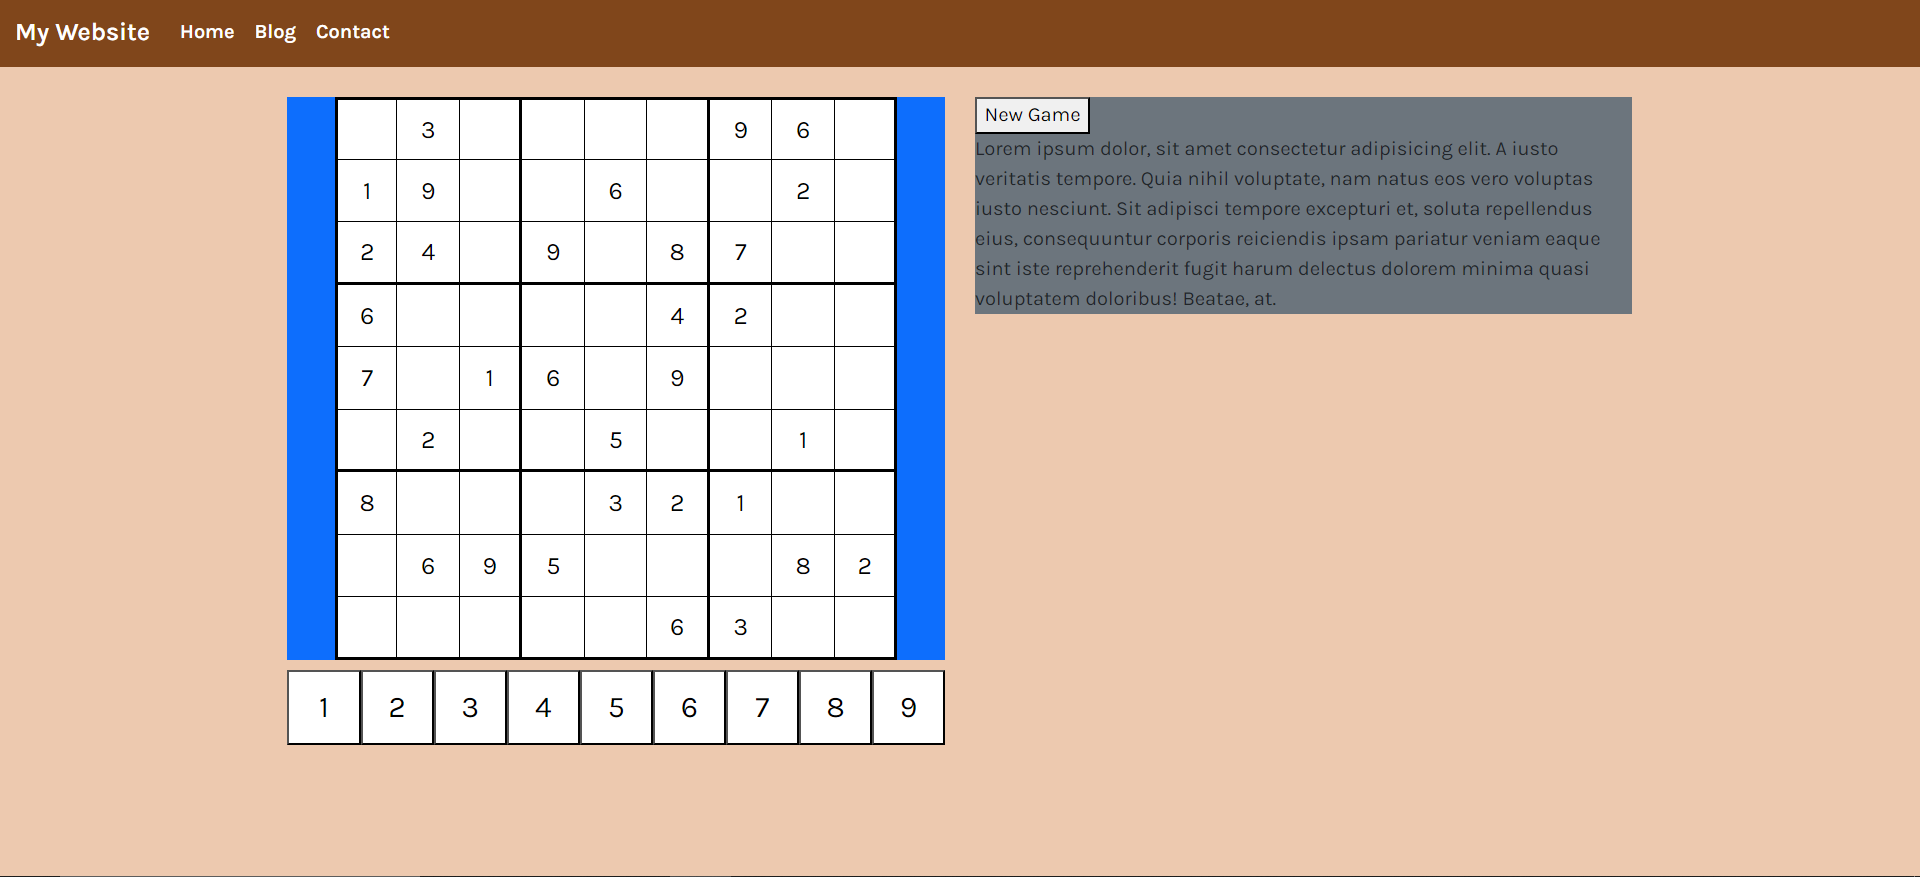 My Website Home Blog Contact
3 9 6
1 9 6 2
2 4 9 8 7
6 4 2
7 1 6 9
2 5 1
8 3 2 1
6 9 5 8 2
6 3
1 2 3 4 5 6 7 8 9
New Game
Lorem ipsum dolor, sit amet consectetur adipisicing elit. A iusto
veritatis tempore. Quia nihil voluptate, nam natus eos vero voluptas
iusto nesciunt. Sit adipisci tempore excepturi et, soluta repellendus
eius, consequuntur corporis reiciendis ipsam pariatur veniam eaque
sint iste reprehenderit fugit harum delectus dolorem minima quasi
voluptatem doloribus! Beatae, at.